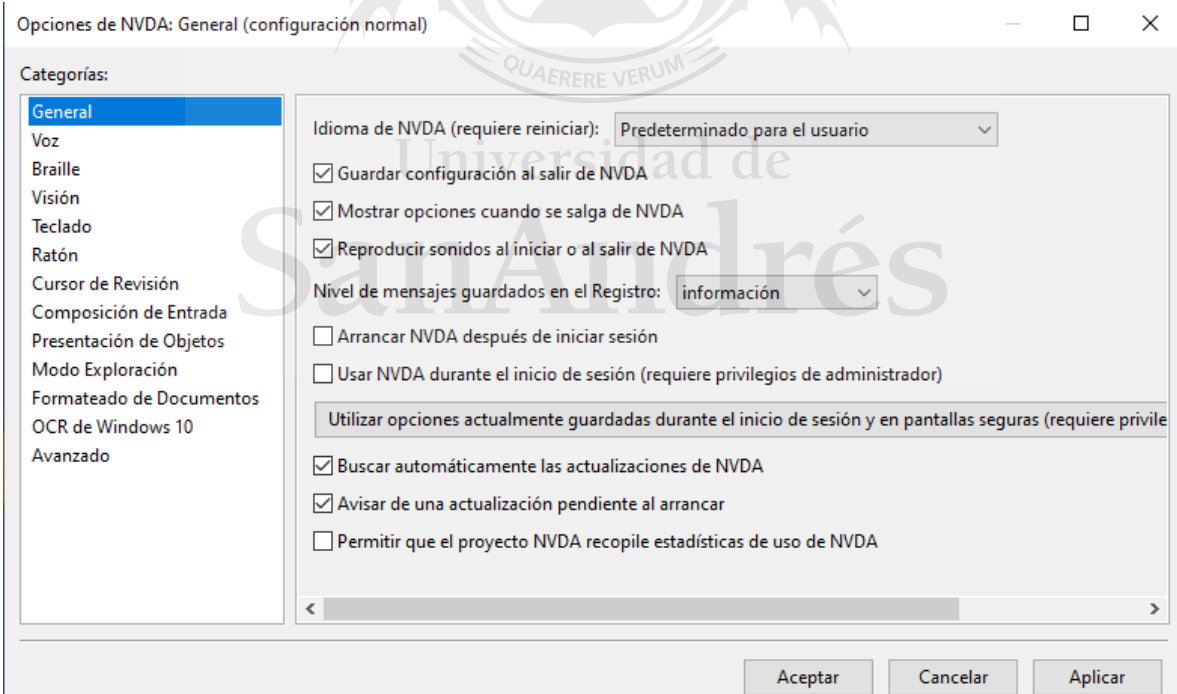 Opciones de NVDA: General (configuración normal)
QUAERERE VERUM
Universidad de
SanAndrés
Categorías:
General
Voz
Braille
Visión
Teclado
Ratón
Cursor de Revisión
Composición de Entrada
Presentación de Objetos
Modo Exploración
Formateado de Documentos
OCR de Windows 10
Avanzado
Idioma de NVDA (requiere reiniciar): Predeterminado para el usuario
Guardar configuración al salir de NVDA
Mostrar opciones cuando se salga de NVDA
Reproducir sonidos al iniciar o al salir de NVDA
Nivel de mensajes guardados en el Registro: información
Arrancar NVDA después de iniciar sesión
Usar NVDA durante el inicio de sesión (requiere privilegios de administrador)
Utilizar opciones actualmente guardadas durante el inicio de sesión y en pantallas seguras (requiere privile
Buscar automáticamente las actualizaciones de NVDA
Avisar de una actualización pendiente al arrancar
Permitir que el proyecto NVDA recopile estadísticas de uso de NVDA
Aceptar Cancelar Aplicar